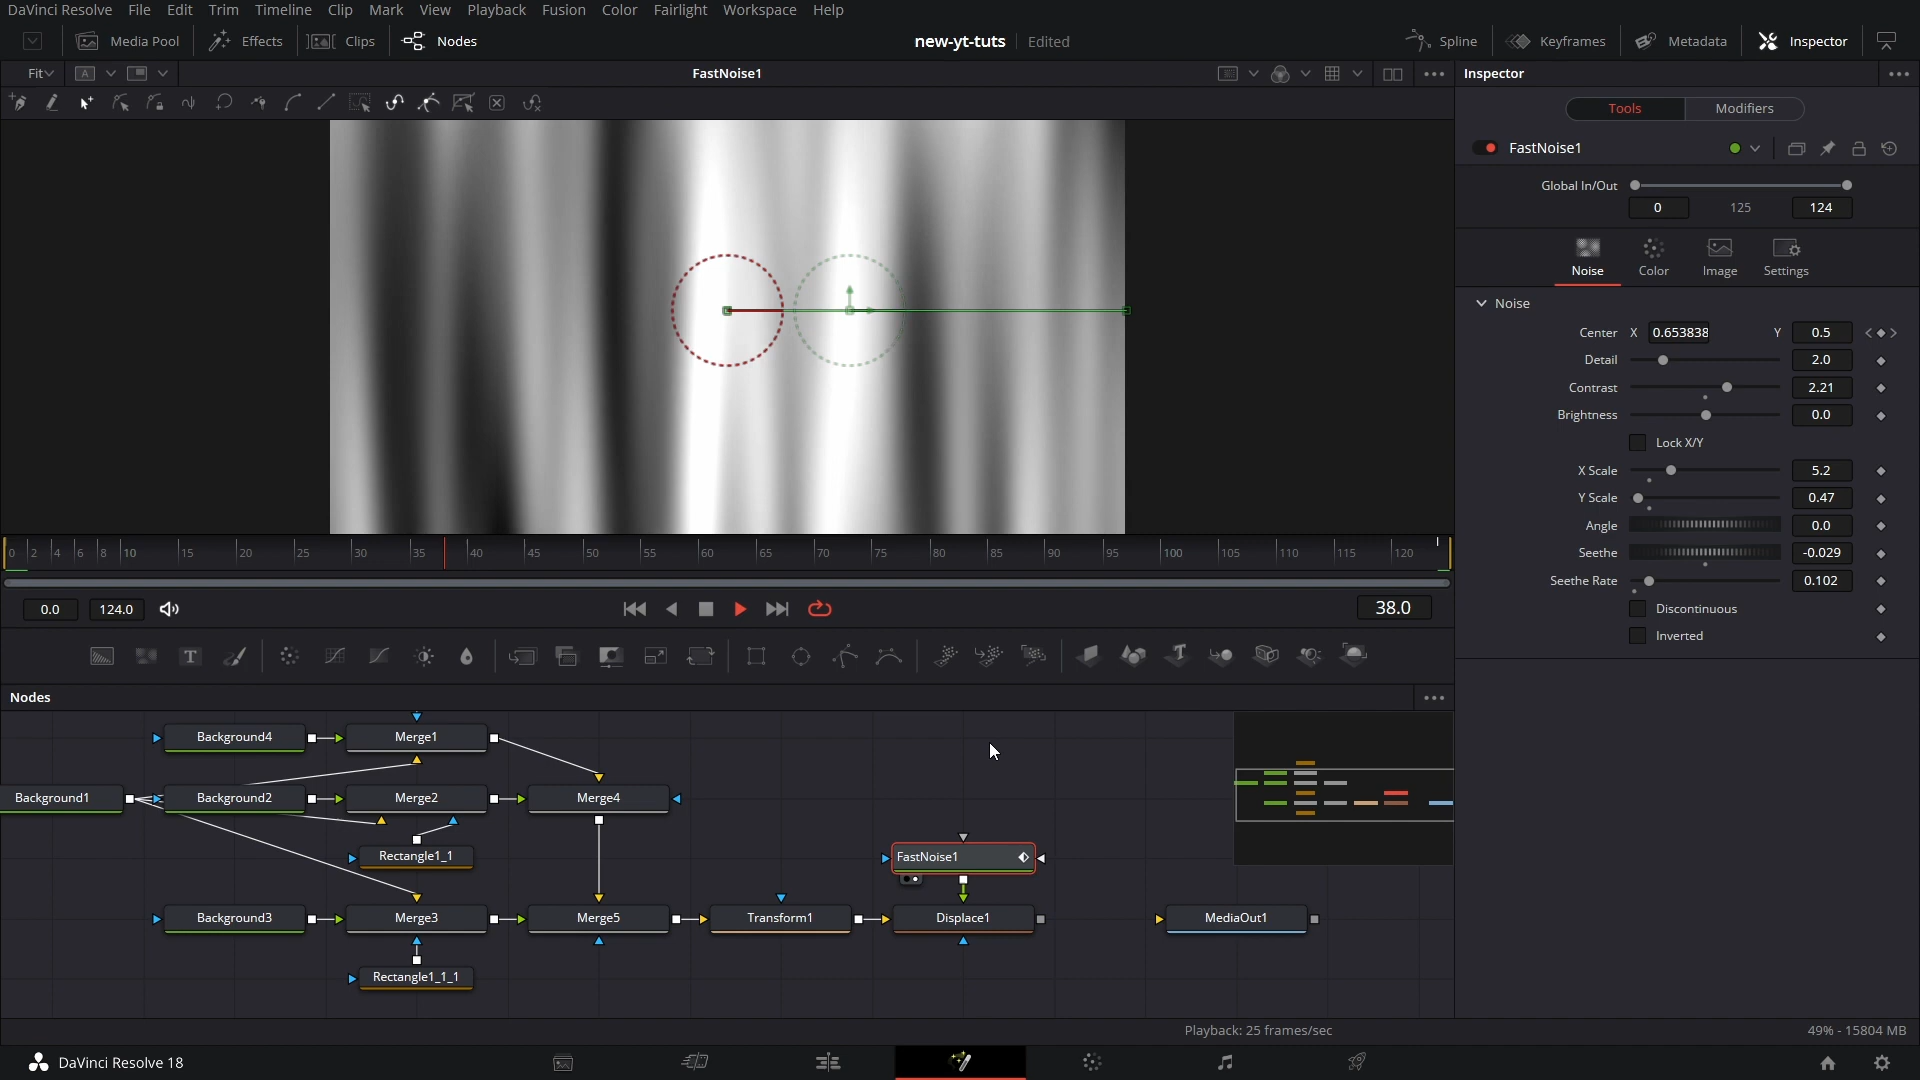 DaVinci Resolve File Edit Trim Timeline Clip Mark View Playback Fusion Color Fairlight Workspace Help
Media Pool Effects Clips Nodes new-yt-tuts Edited Spline Keyframes Metadata Inspector
Fit A FastNoise1 Inspector
Tools Modifiers
FastNoise1
Global In/Out
0 125 124
Noise Color Image Settings
Noise
Center X 0.653838 Y 0.5
Detail 2.0
Contrast 2.21
Brightness 0.0
Lock X/Y
X Scale 5.2
Y Scale 0.47
Angle 0.0
Seethe -0.029
Seethe Rate 0.102
Discontinuous
Inverted
0 2 4 6 8 10 15 20 25 30 35 40 45 50 55 60 65 70 75 80 85 90 95 100 105 110 115 120
0.0 124.0 38.0
T
Nodes
Background4 Merge1
Background1 Background2 Merge2 Merge4
Rectangle1_1 FastNoise1
Background3 Merge3 Merge5 Transform1 Displace1 MediaOut1
Rectangle1_1_1
Playback: 25 frames/sec 49% - 15804 MB
DaVinci Resolve 18